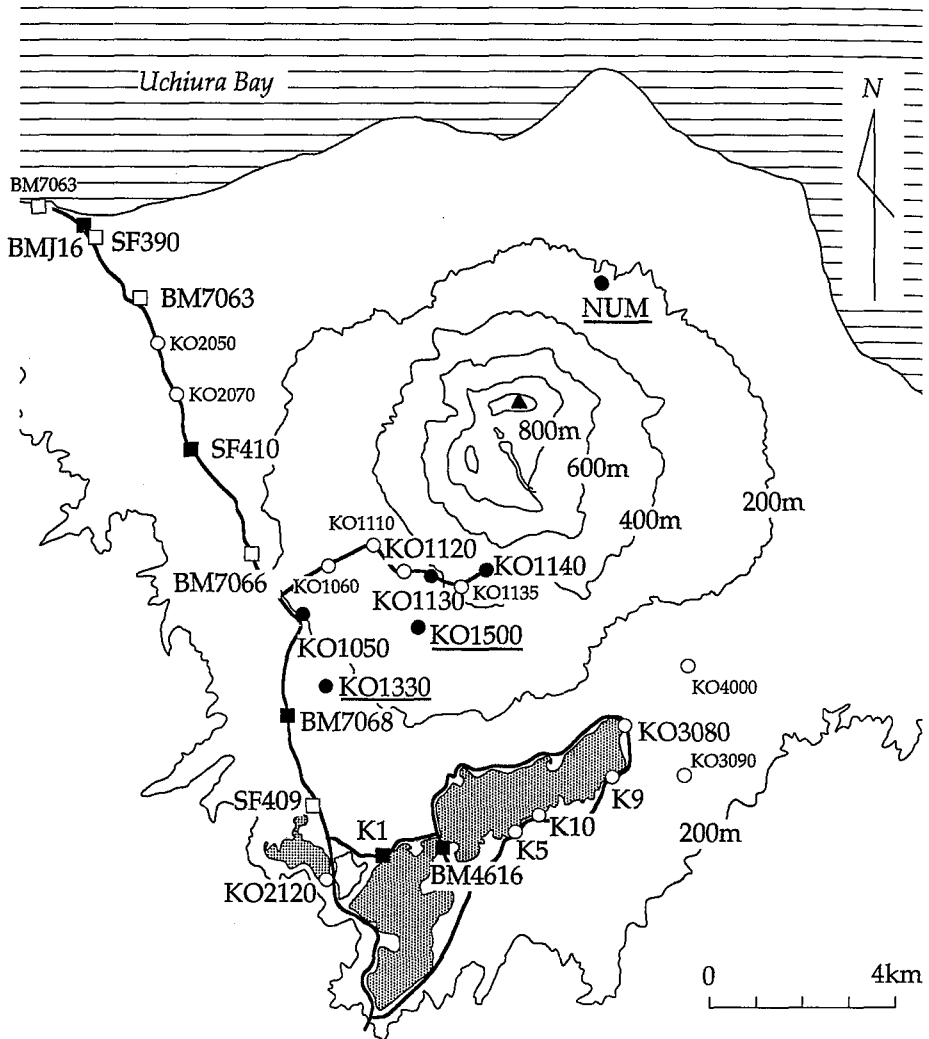 Uchiura Bay
N
BM7063
BMJ16
SF390
BM7063
NUM
KO2050
KO2070
800m
SF410
600m
200m
400m
KO1110
KO1120
KO1140
BM7066
KO1060
KO1130
KO1135
KO1500
KO1050
KO1330
KO4000
BM7068
KO3080
KO3090
SF409
K9
K1
K10
200m
K5
BM4616
KO2120
0
4km